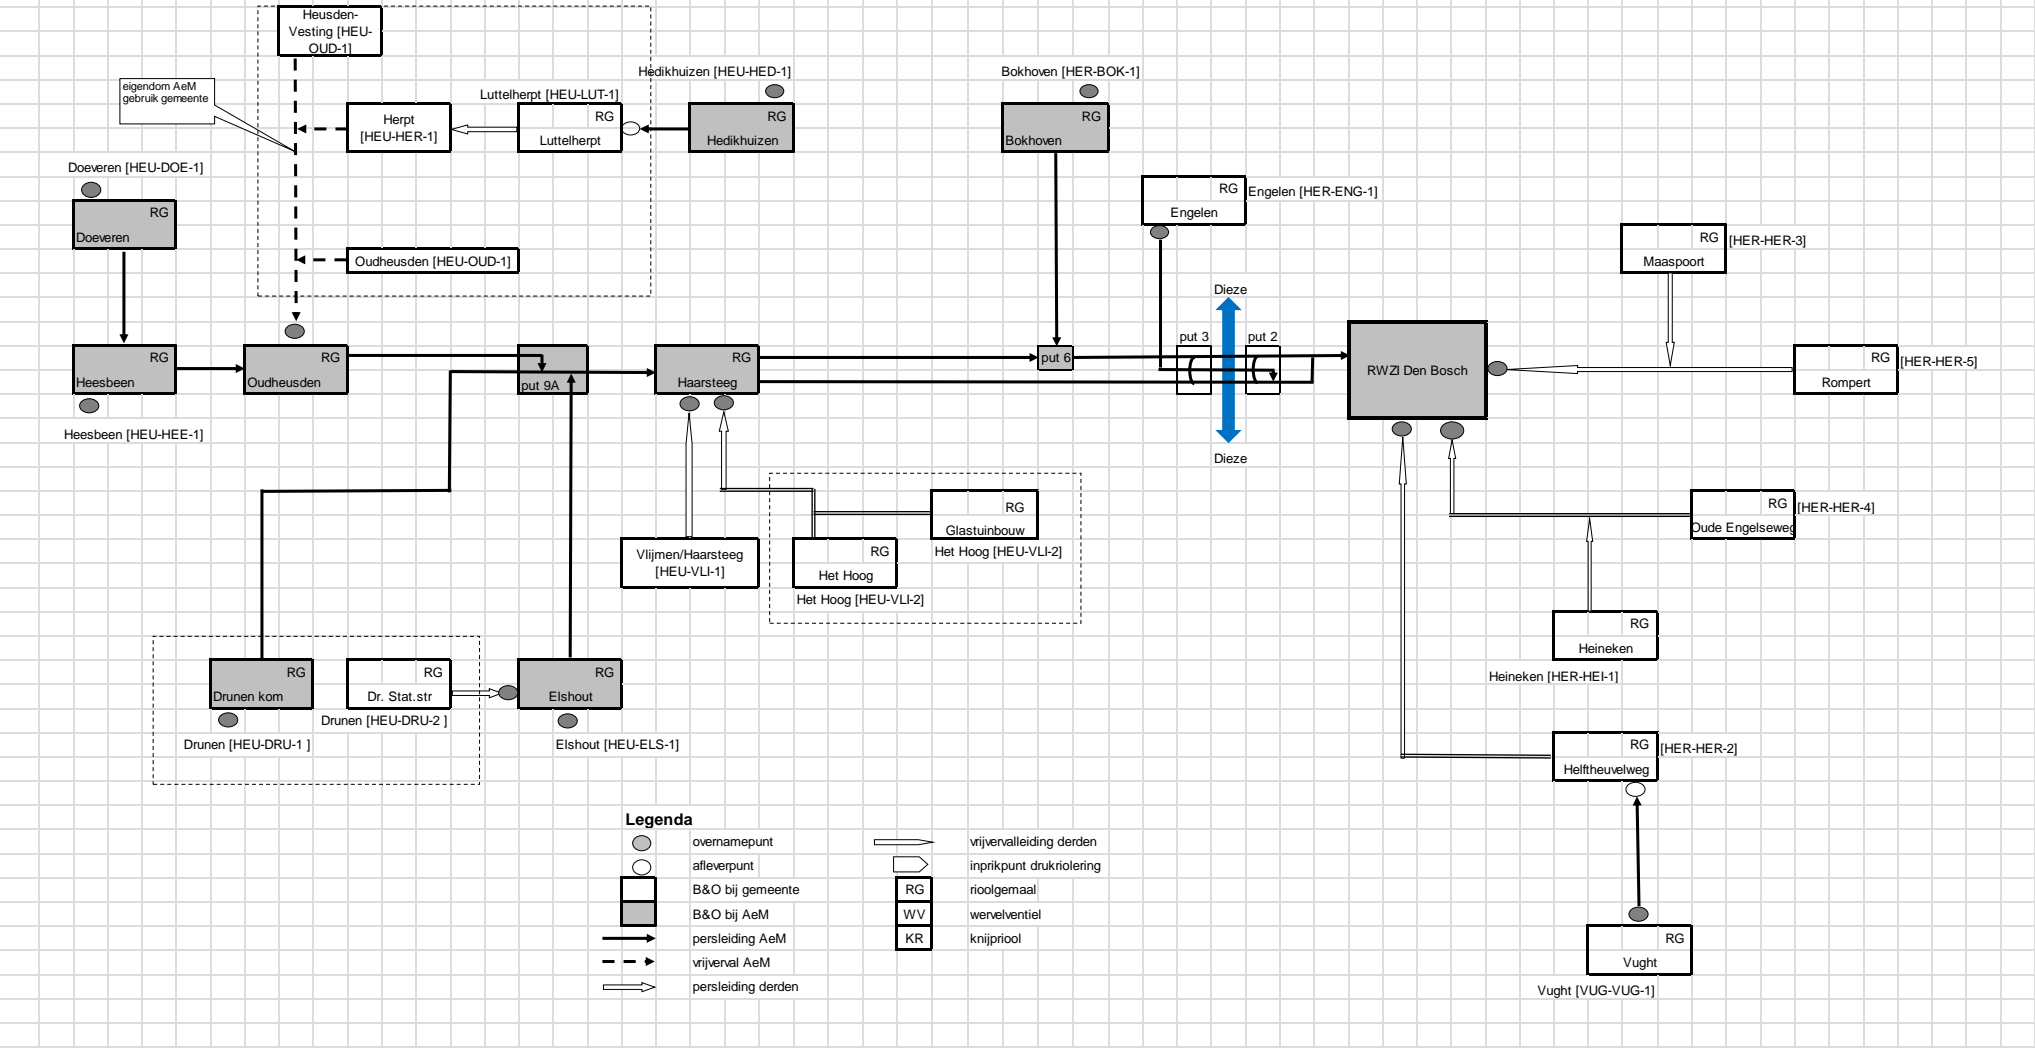 Heusden-
Vesting [HEU-
OUD-1]
eigendom AeM
gebruik gemeente
Herpt
[HEU-HER-1]
Luttelherpt [HEU-LUT-1]
RG
Luttelherpt
Hedikhuizen [HEU-HED-1]
RG
Hedikhuizen
Bokhoven [HER-BOK-1]
RG
Bokhoven
Doeveren [HEU-DOE-1]
RG
Doeveren
RG
Engelen
Engelen [HER-ENG-1]
RG
Maaspoort
[HER-HER-3]
Oudheusden [HEU-OUD-1]
Dieze
put 3
put 2
RG
Heesbeen
Heesbeen [HEU-HEE-1]
RG
Oudheusden
put 9A
RG
Haarsteeg
put 6
RWZI Den Bosch
RG
Rompert
[HER-HER-5]
Dieze
Vlijmen/Haarsteeg
[HEU-VLI-1]
RG
Glastuinbouw
Het Hoog [HEU-VLI-2]
RG
Het Hoog
Het Hoog [HEU-VLI-2]
RG
Oude Engelseweg
[HER-HER-4]
RG
Heineken
Heineken [HER-HEI-1]
RG
Drunen kom
Drunen [HEU-DRU-1 ]
RG
Dr. Stat.str
Drunen [HEU-DRU-2 ]
RG
Elshout
Elshout [HEU-ELS-1]
RG
Helftheuvelweg
[HER-HER-2]
RG
Vught
Vught [VUG-VUG-1]
Legenda
overnamepunt
afleverpunt
B&O bij gemeente
B&O bij AeM
persleiding AeM
vrijverval AeM
persleiding derden
vrijvervalleiding derden
inprikpunt drukriolering
RG rioolgemaal
WV wervelventiel
KR knijpriool